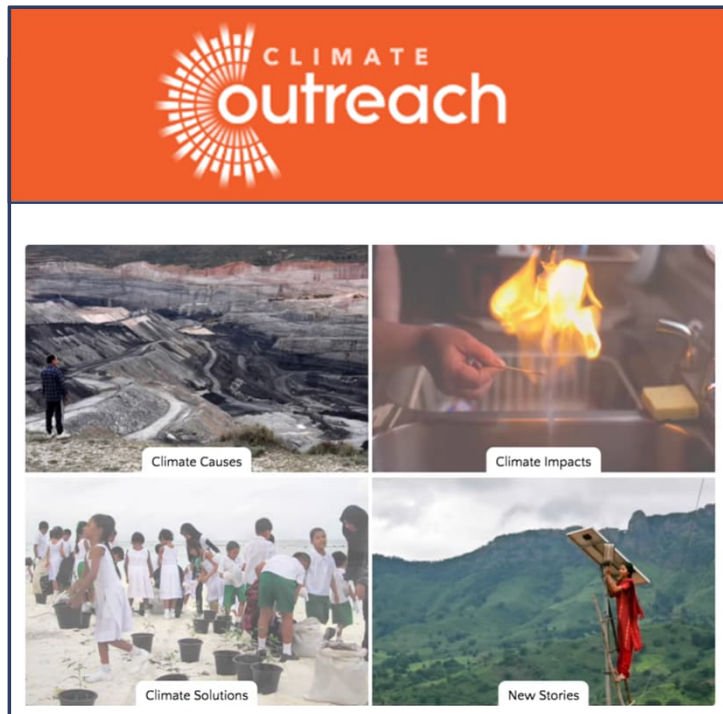 CLIMATE
outreach
Climate Causes
Climate Impacts
Climate Solutions
New Stories